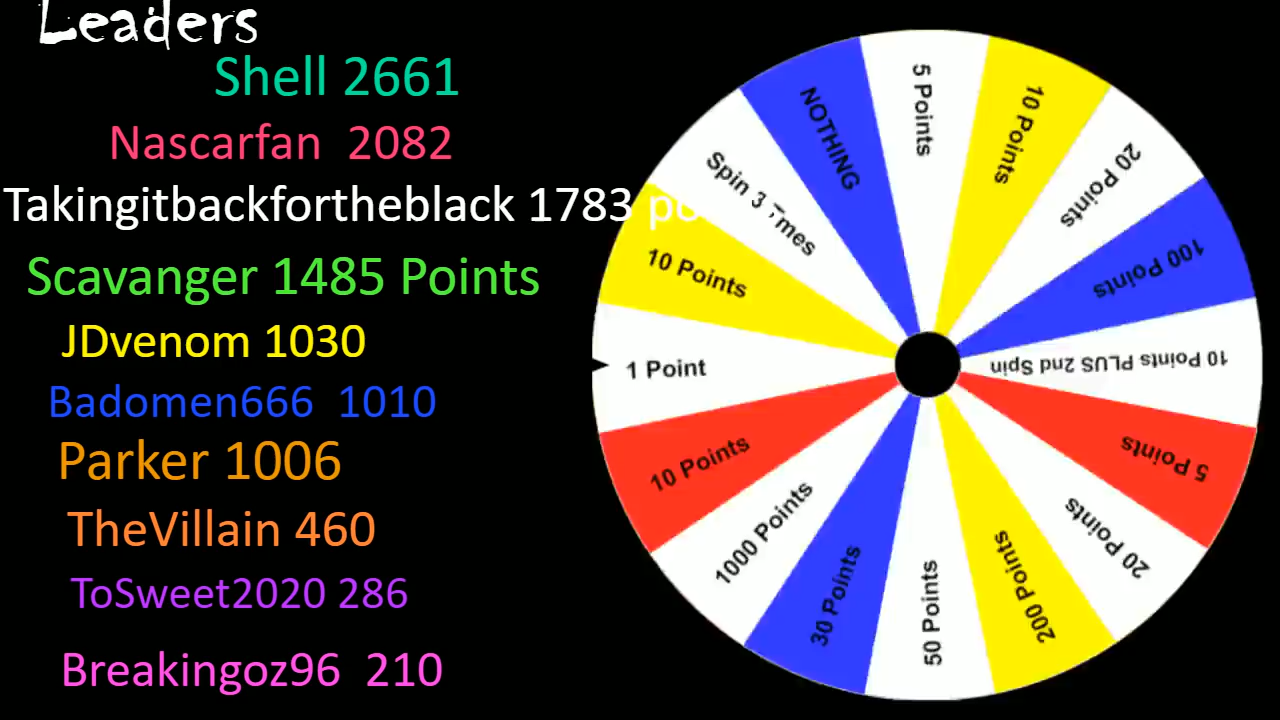 Leaders
Shell 2661
Nascarfan 2082
Takingitbackfortheblack 1783
Scavanger 1485 Points
JDvenom 1030
Badomen666 1010
Parker 1006
TheVillain 460
ToSweet2020 286
Breakingoz96 210
NOTHING
5 Points
10 Points
20 Points
100 Points
10 Points PLUS 2nd Spin
5 Points
20 Points
200 Points
50 Points
30 Points
1000 Points
10 Points
1 Point
10 Points
Spin 3